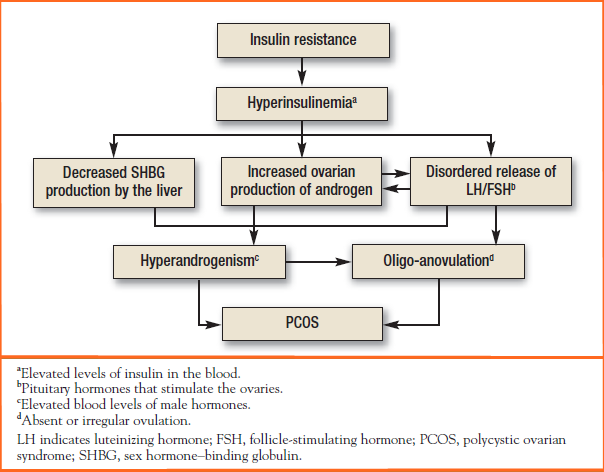 Insulin resistance
Hyperinsulinemiaᵃ
Decreased SHBG
production by the liver
Increased ovarian
production of androgen
Disordered release of
LH/FSHᵇ
Hyperandrogenismᶜ
Oligo-anovulationᵈ
PCOS
ᵃElevated levels of insulin in the blood.
ᵇPituitary hormones that stimulate the ovaries.
ᶜElevated blood levels of male hormones.
ᵈAbsent or irregular ovulation.
LH indicates luteinizing hormone; FSH, follicle-stimulating hormone; PCOS, polycystic ovarian
syndrome; SHBG, sex hormone–binding globulin.